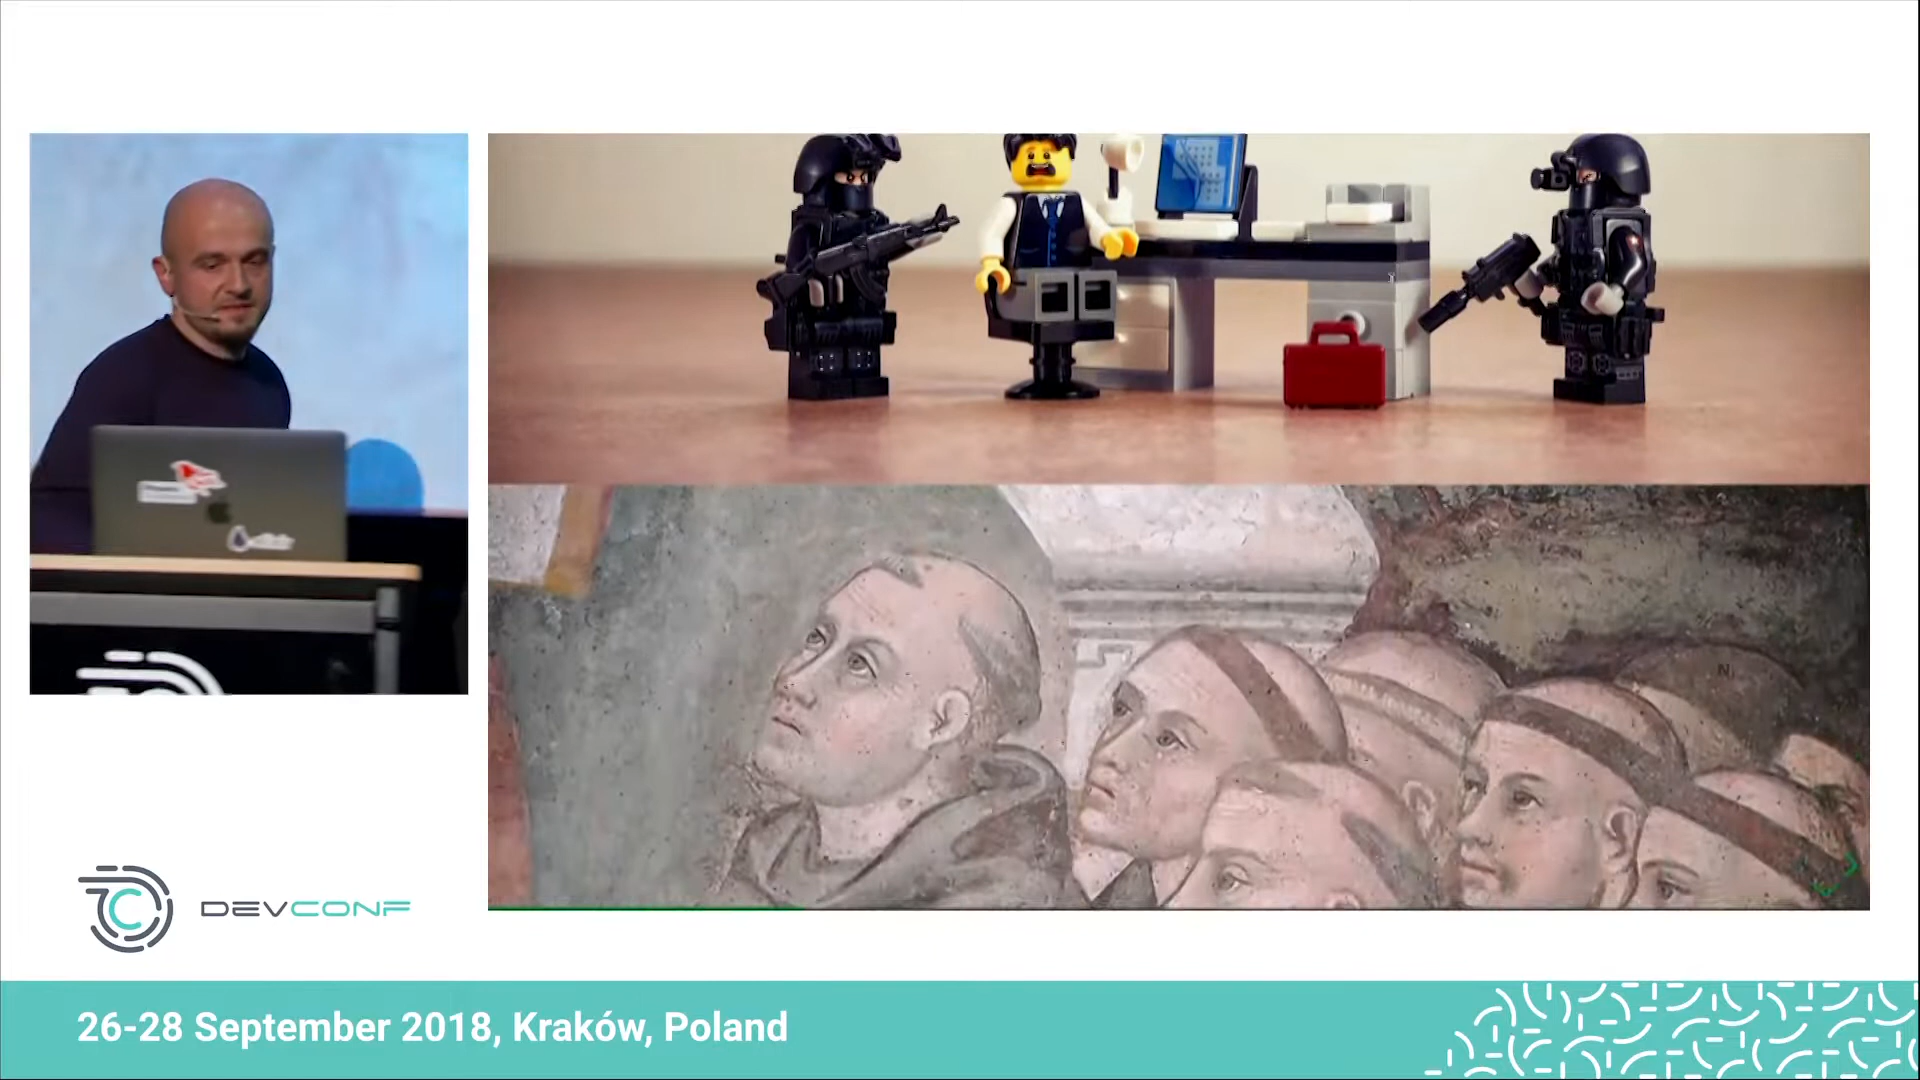 DEVCONF
26-28 September 2018, Kraków, Poland